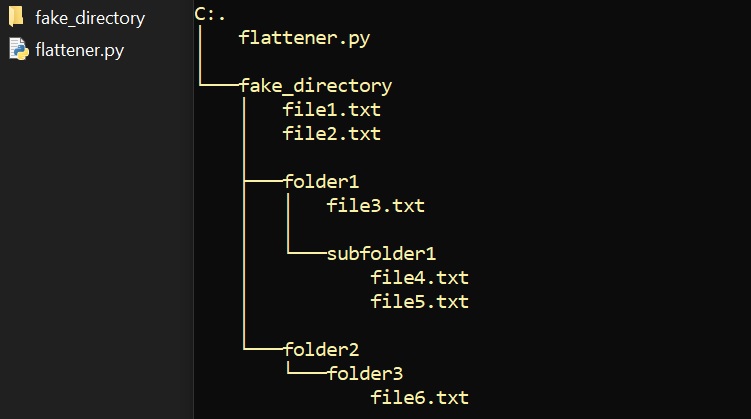 fake_directory
flattener.py
C:.
flattener.py
fake_directory
file1.txt
file2.txt
folder1
file3.txt
subfolder1
file4.txt
file5.txt
folder2
folder3
file6.txt